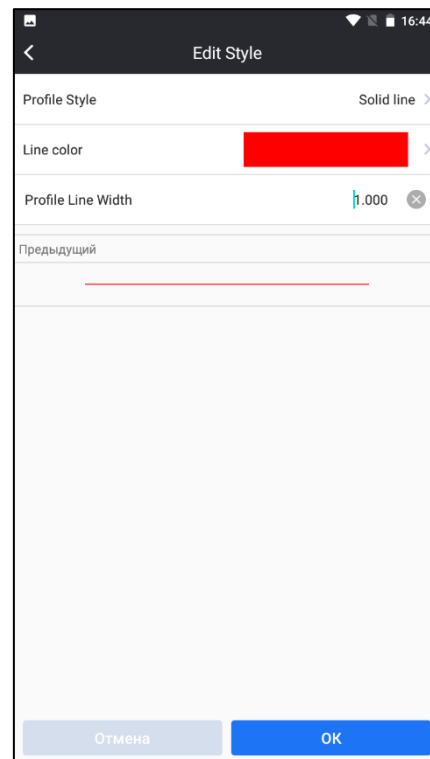 16:44
Edit Style
Profile Style Solid line
Line color
Profile Line Width 1.000
Предыдущий
Отмена OK